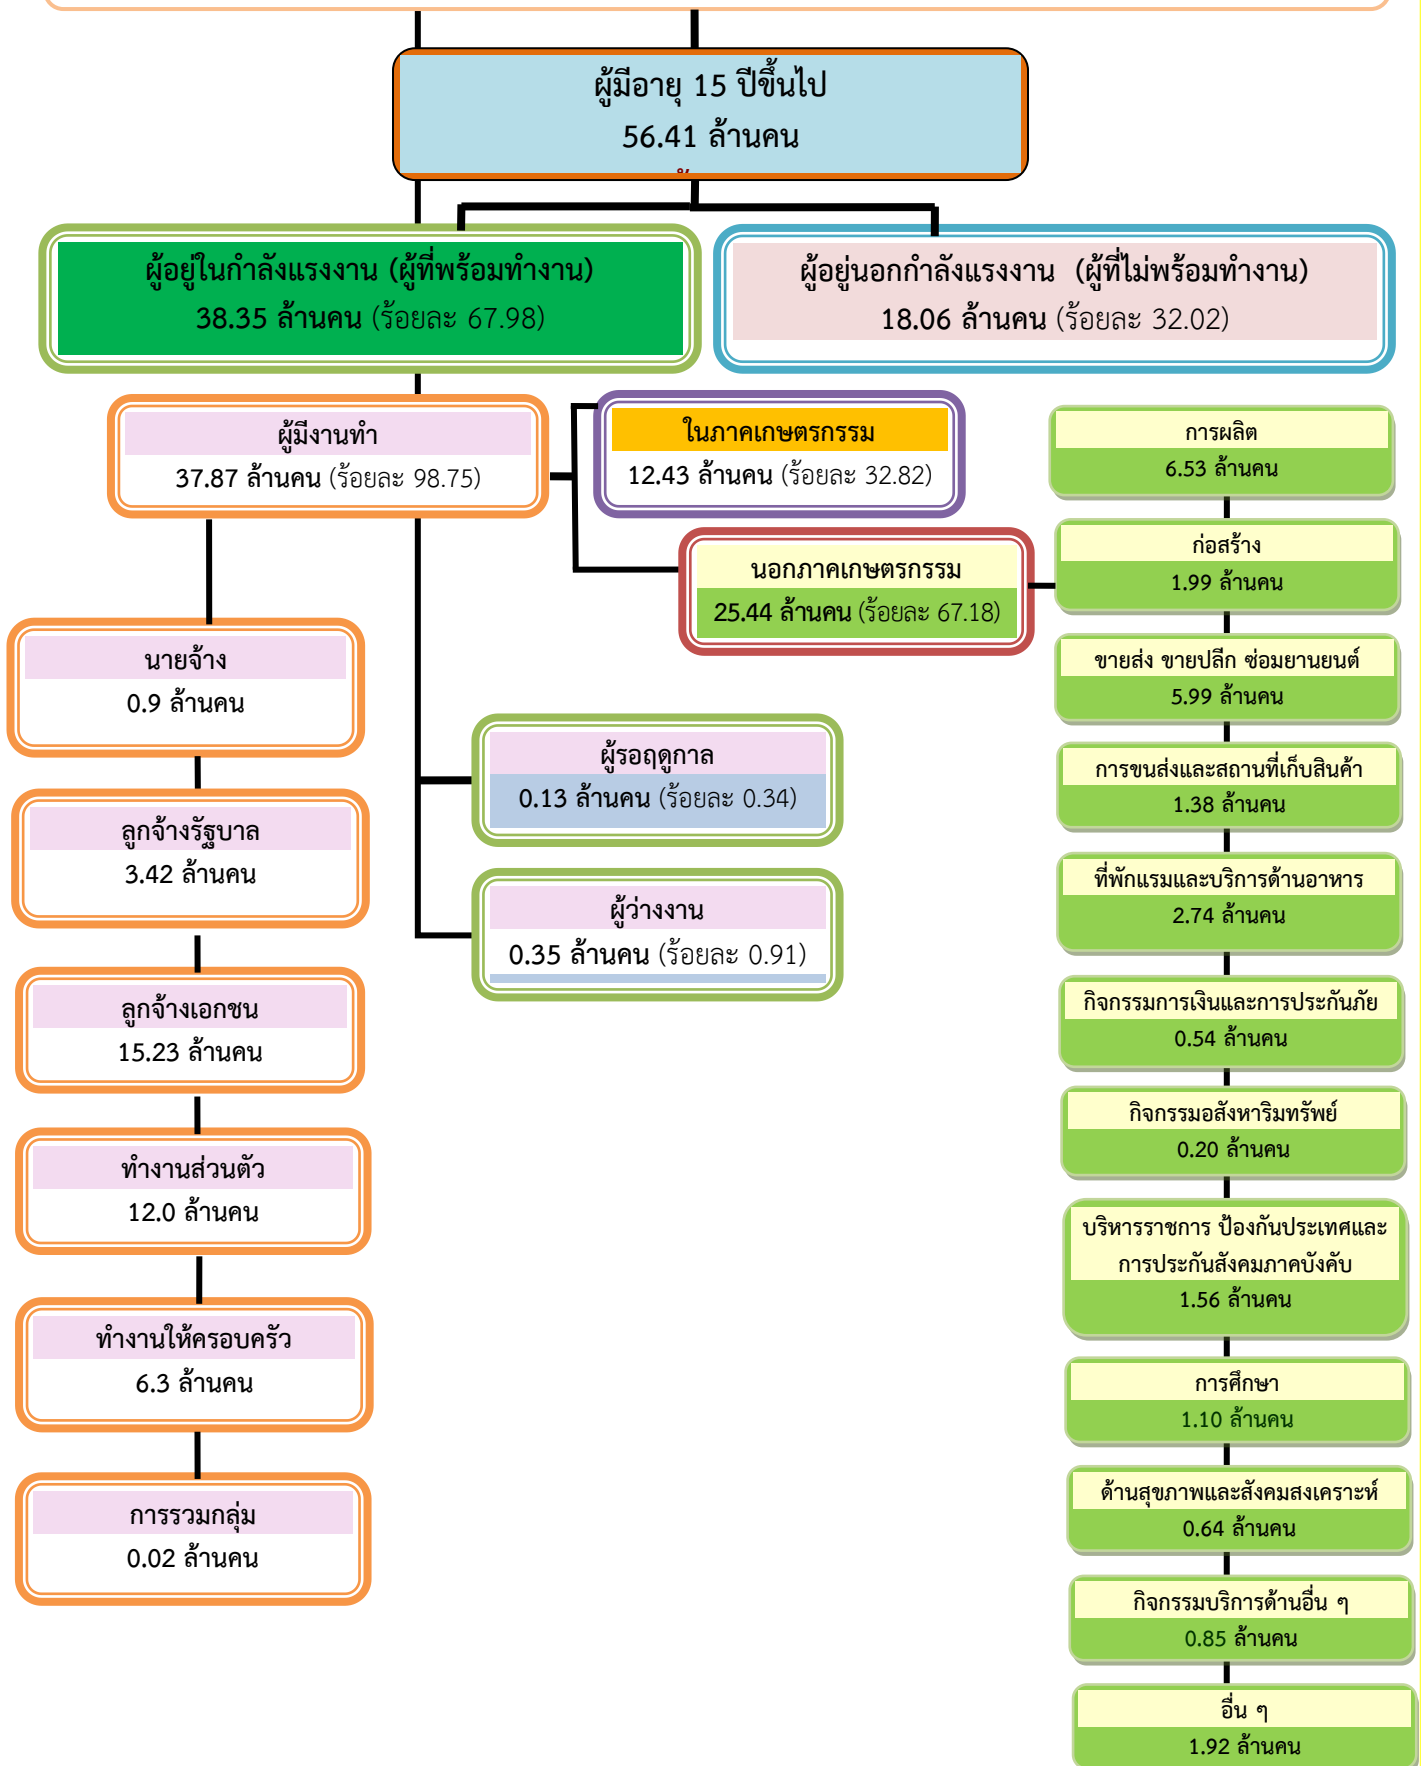 ผู้มีอายุ 15 ปีขึ้นไป
56.41 ล้านคน
ผู้อยู่ในกำลังแรงงาน (ผู้ที่พร้อมทำงาน)
38.35 ล้านคน (ร้อยละ 67.98)
ผู้อยู่นอกกำลังแรงงาน (ผู้ที่ไม่พร้อมทำงาน)
18.06 ล้านคน (ร้อยละ 32.02)
ผู้มีงานทำ
37.87 ล้านคน (ร้อยละ 98.75)
ในภาคเกษตรกรรม
12.43 ล้านคน (ร้อยละ 32.82)
นอกภาคเกษตรกรรม
25.44 ล้านคน (ร้อยละ 67.18)
นายจ้าง
0.9 ล้านคน
ลูกจ้างรัฐบาล
3.42 ล้านคน
ลูกจ้างเอกชน
15.23 ล้านคน
ทำงานส่วนตัว
12.0 ล้านคน
ทำงานให้ครอบครัว
6.3 ล้านคน
การรวมกลุ่ม
0.02 ล้านคน
ผู้รอฤดูกาล
0.13 ล้านคน (ร้อยละ 0.34)
ผู้ว่างงาน
0.35 ล้านคน (ร้อยละ 0.91)
การผลิต
6.53 ล้านคน
ก่อสร้าง
1.99 ล้านคน
ขายส่ง ขายปลีก ซ่อมยานยนต์
5.99 ล้านคน
การขนส่งและสถานที่เก็บสินค้า
1.38 ล้านคน
ที่พักแรมและบริการด้านอาหาร
2.74 ล้านคน
กิจกรรมการเงินและการประกันภัย
0.54 ล้านคน
กิจกรรมอสังหาริมทรัพย์
0.20 ล้านคน
บริหารราชการ ป้องกันประเทศและ
การประกันสังคมภาคบังคับ
1.56 ล้านคน
การศึกษา
1.10 ล้านคน
ด้านสุขภาพและสังคมสงเคราะห์
0.64 ล้านคน
กิจกรรมบริการด้านอื่น ๆ
0.85 ล้านคน
อื่น ๆ
1.92 ล้านคน